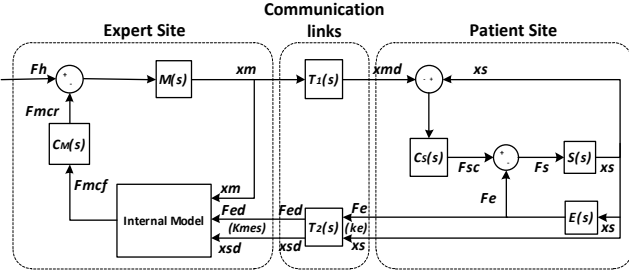 Communication
links
Expert Site
Patient Site
Fh
+
-
M(s)
xm
T1(s)
xmd
- +
xs
Fmcr
CM(s)
CS(s)
Fsc
+
-
Fs
S(s)
xs
Fmcf
xm
Internal Model
Fed
(Kmes)
xsd
Fed
xsd
T2(s)
Fe
(ke)
xs
Fe
E(s)
xs